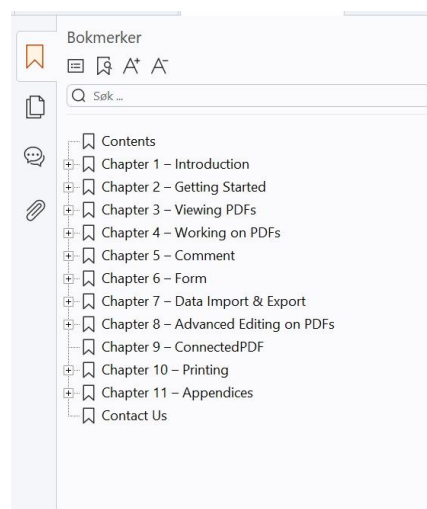 Bokmerker
A+ A-
Søk ...
Contents
Chapter 1 – Introduction
Chapter 2 – Getting Started
Chapter 3 – Viewing PDFs
Chapter 4 – Working on PDFs
Chapter 5 – Comment
Chapter 6 – Form
Chapter 7 – Data Import & Export
Chapter 8 – Advanced Editing on PDFs
Chapter 9 – ConnectedPDF
Chapter 10 – Printing
Chapter 11 – Appendices
Contact Us